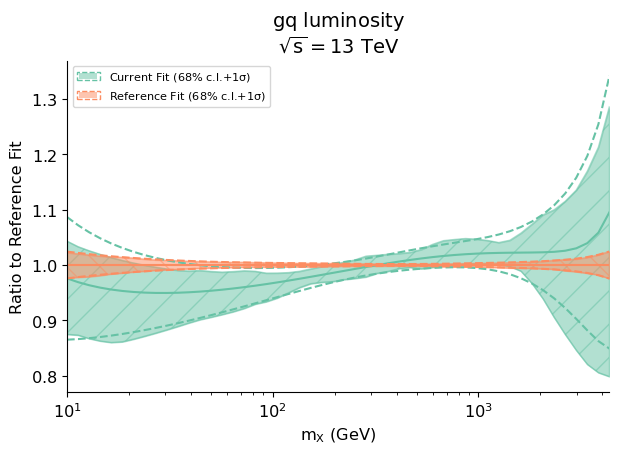 gq luminosity
√s = 13 TeV
Current Fit (68% c.l.+1σ)
Reference Fit (68% c.l.+1σ)
Ratio to Reference Fit
1.3
1.2
1.1
1.0
0.9
0.8
10¹ 10² 10³
m_X (GeV)